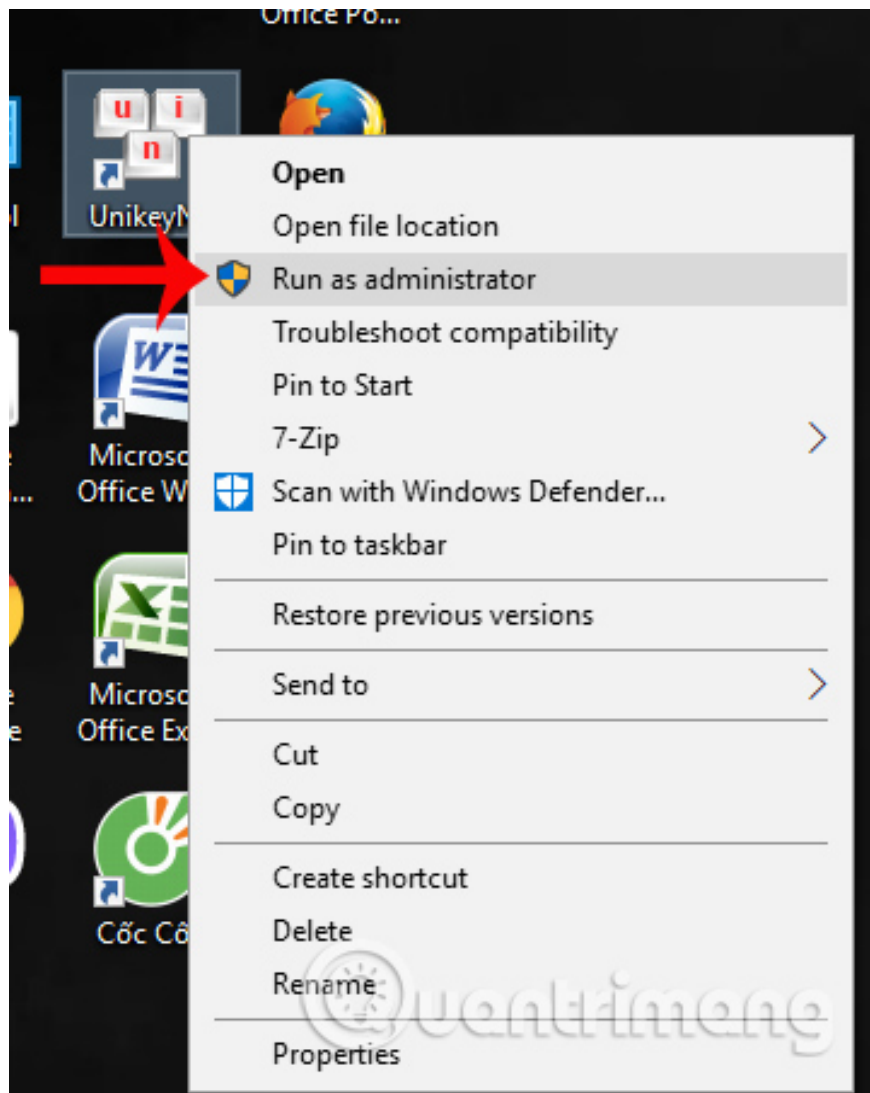 Office Po...
u i
n
UnikeyN
Open
Open file location
Run as administrator
Troubleshoot compatibility
Pin to Start
7-Zip
Scan with Windows Defender...
Pin to taskbar
Restore previous versions
Send to
Cut
Copy
Create shortcut
Delete
Rename
Properties
W
Microso
Office W
X
Microso
Office Ex
Cốc Cố
Quantrimang